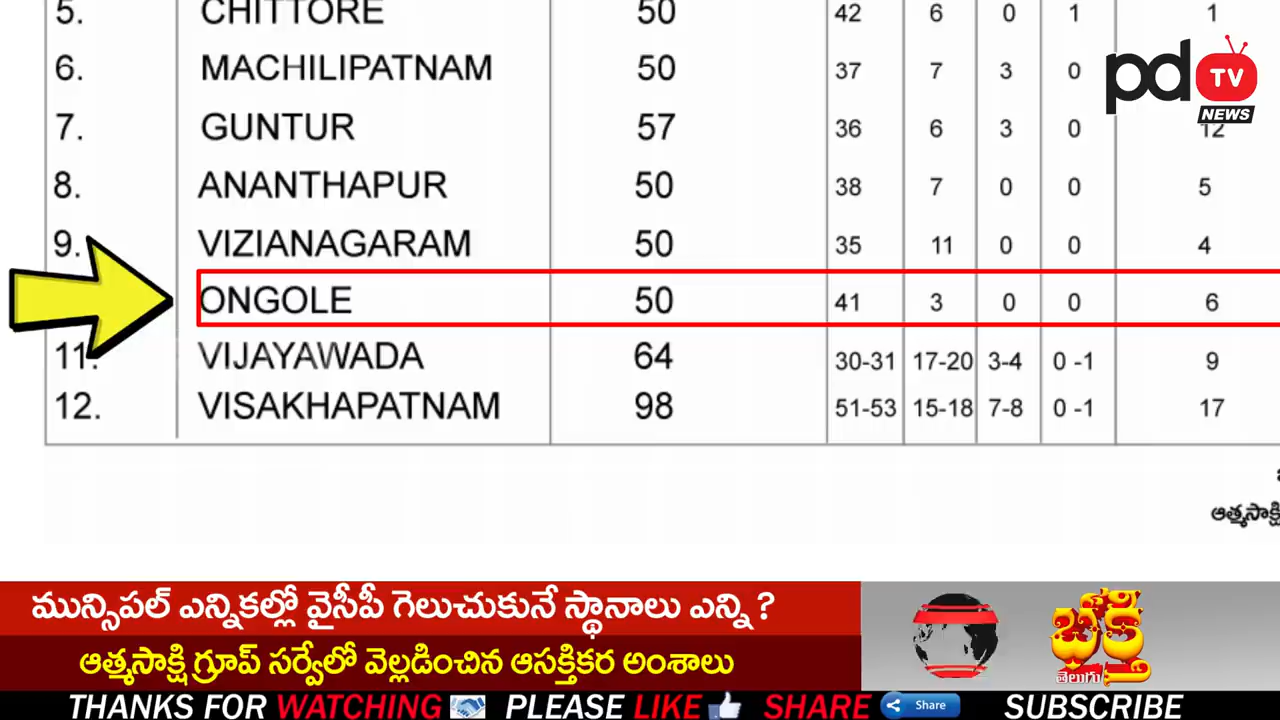 5. CHITTORE 50 42 6 0 1 1
6. MACHILIPATNAM 50 37 7 3 0
7. GUNTUR 57 36 6 3 0 12
8. ANANTHAPUR 50 38 7 0 0 5
9. VIZIANAGARAM 50 35 11 0 0 4
ONGOLE 50 41 3 0 0 6
11. VIJAYAWADA 64 30-31 17-20 3-4 0 -1 9
12. VISAKHAPATNAM 98 51-53 15-18 7-8 0 -1 17
pd TV
NEWS
ఆత్మసాక్షి
మున్సిపల్ ఎన్నికల్లో వైసీపీ గెలుచుకునే స్థానాలు ఎన్ని ?
ఆత్మసాక్షి గ్రూప్ సర్వేలో వెల్లడించిన ఆసక్తికర అంశాలు
భక్తి
తెలుగు
THANKS FOR WATCHING PLEASE LIKE SHARE Share SUBSCRIBE